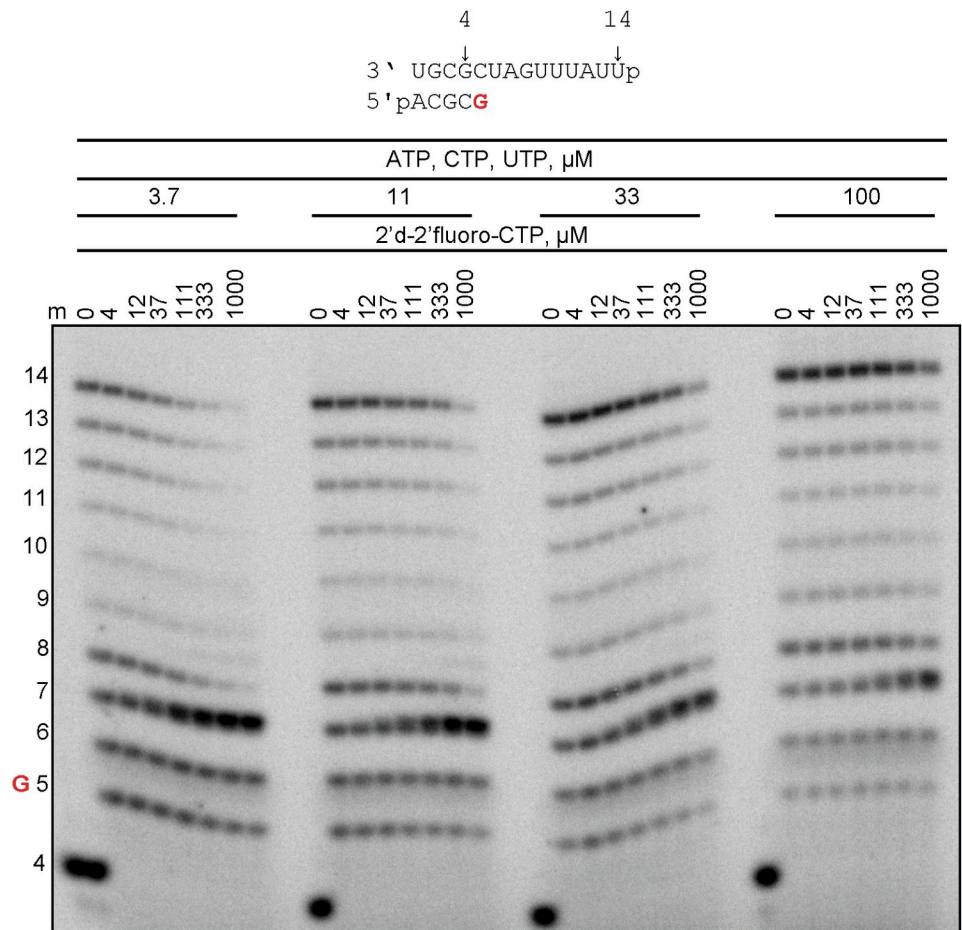 4 14
↓ ↓
3‘ UGCGCUAGUUUAUUp
5'pACGCG
ATP, CTP, UTP, µM
3.7 11 33 100
2’d-2’fluoro-CTP, µM
m 0 4 12 37 111 333 1000 0 4 12 37 111 333 1000 0 4 12 37 111 333 1000 0 4 12 37 111 333 1000
14
13
12
11
10
9
8
7
6
G 5
4